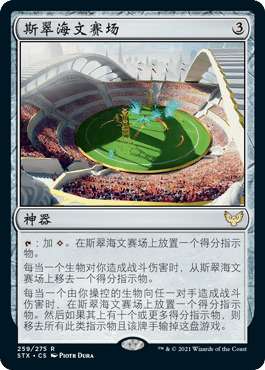 斯翠海文赛场 3
神器
：加 。在斯翠海文赛场上放置一个得分指示
物。
每当一个生物对你造成战斗伤害时，从斯翠海文赛
场上移去一个得分指示物。
每当一个由你操控的生物向任一对手造成战斗伤
害时，在斯翠海文赛场上放置一个得分指示
物。然后如果其上有十个或更多得分指示物，则
移去所有此类指示物且该牌手输掉这盘游戏。
259/275 R
STX • CS PIOTR DURA
™ & © 2021 Wizards of the Coast